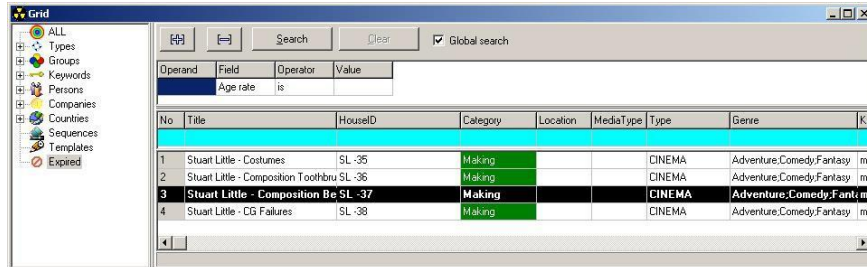 Grid
ALL
Types
Groups
Keywords
Persons
Companies
Countries
Sequences
Templates
Expired
Search Clear Global search
Operand Field Operator Value
Age rate is
No Title HouseID Category Location MediaType Type Genre K
1 Stuart Little - Costumes SL -35 Making CINEMA Adventure;Comedy;Fantasy m
2 Stuart Little - Composition Toothbru SL -36 Making CINEMA Adventure;Comedy;Fantasy m
3 Stuart Little - Composition Be SL -37 Making CINEMA Adventure;Comedy;Fanta m
4 Stuart Little - CG Failures SL -38 Making CINEMA Adventure;Comedy;Fantasy m